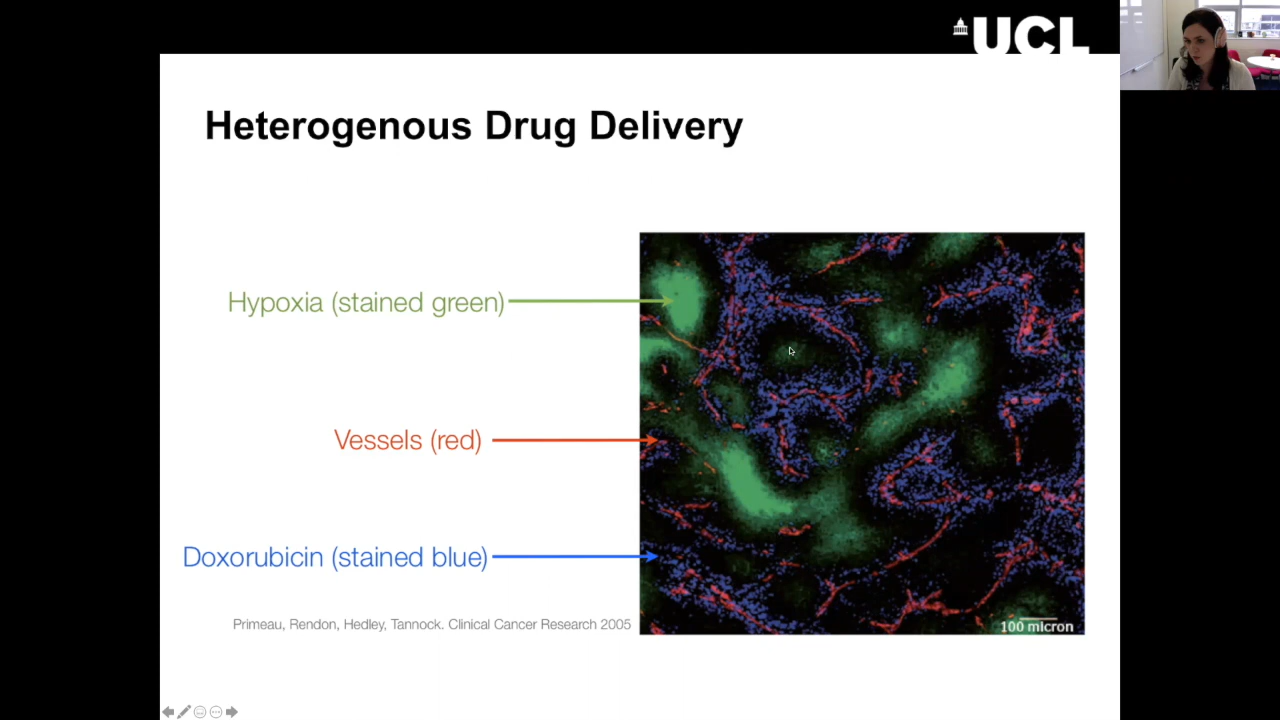 UCL
Heterogenous Drug Delivery
Hypoxia (stained green)
Vessels (red)
Doxorubicin (stained blue)
Primeau, Rendon, Hedley, Tannock. Clinical Cancer Research 2005
100 micron